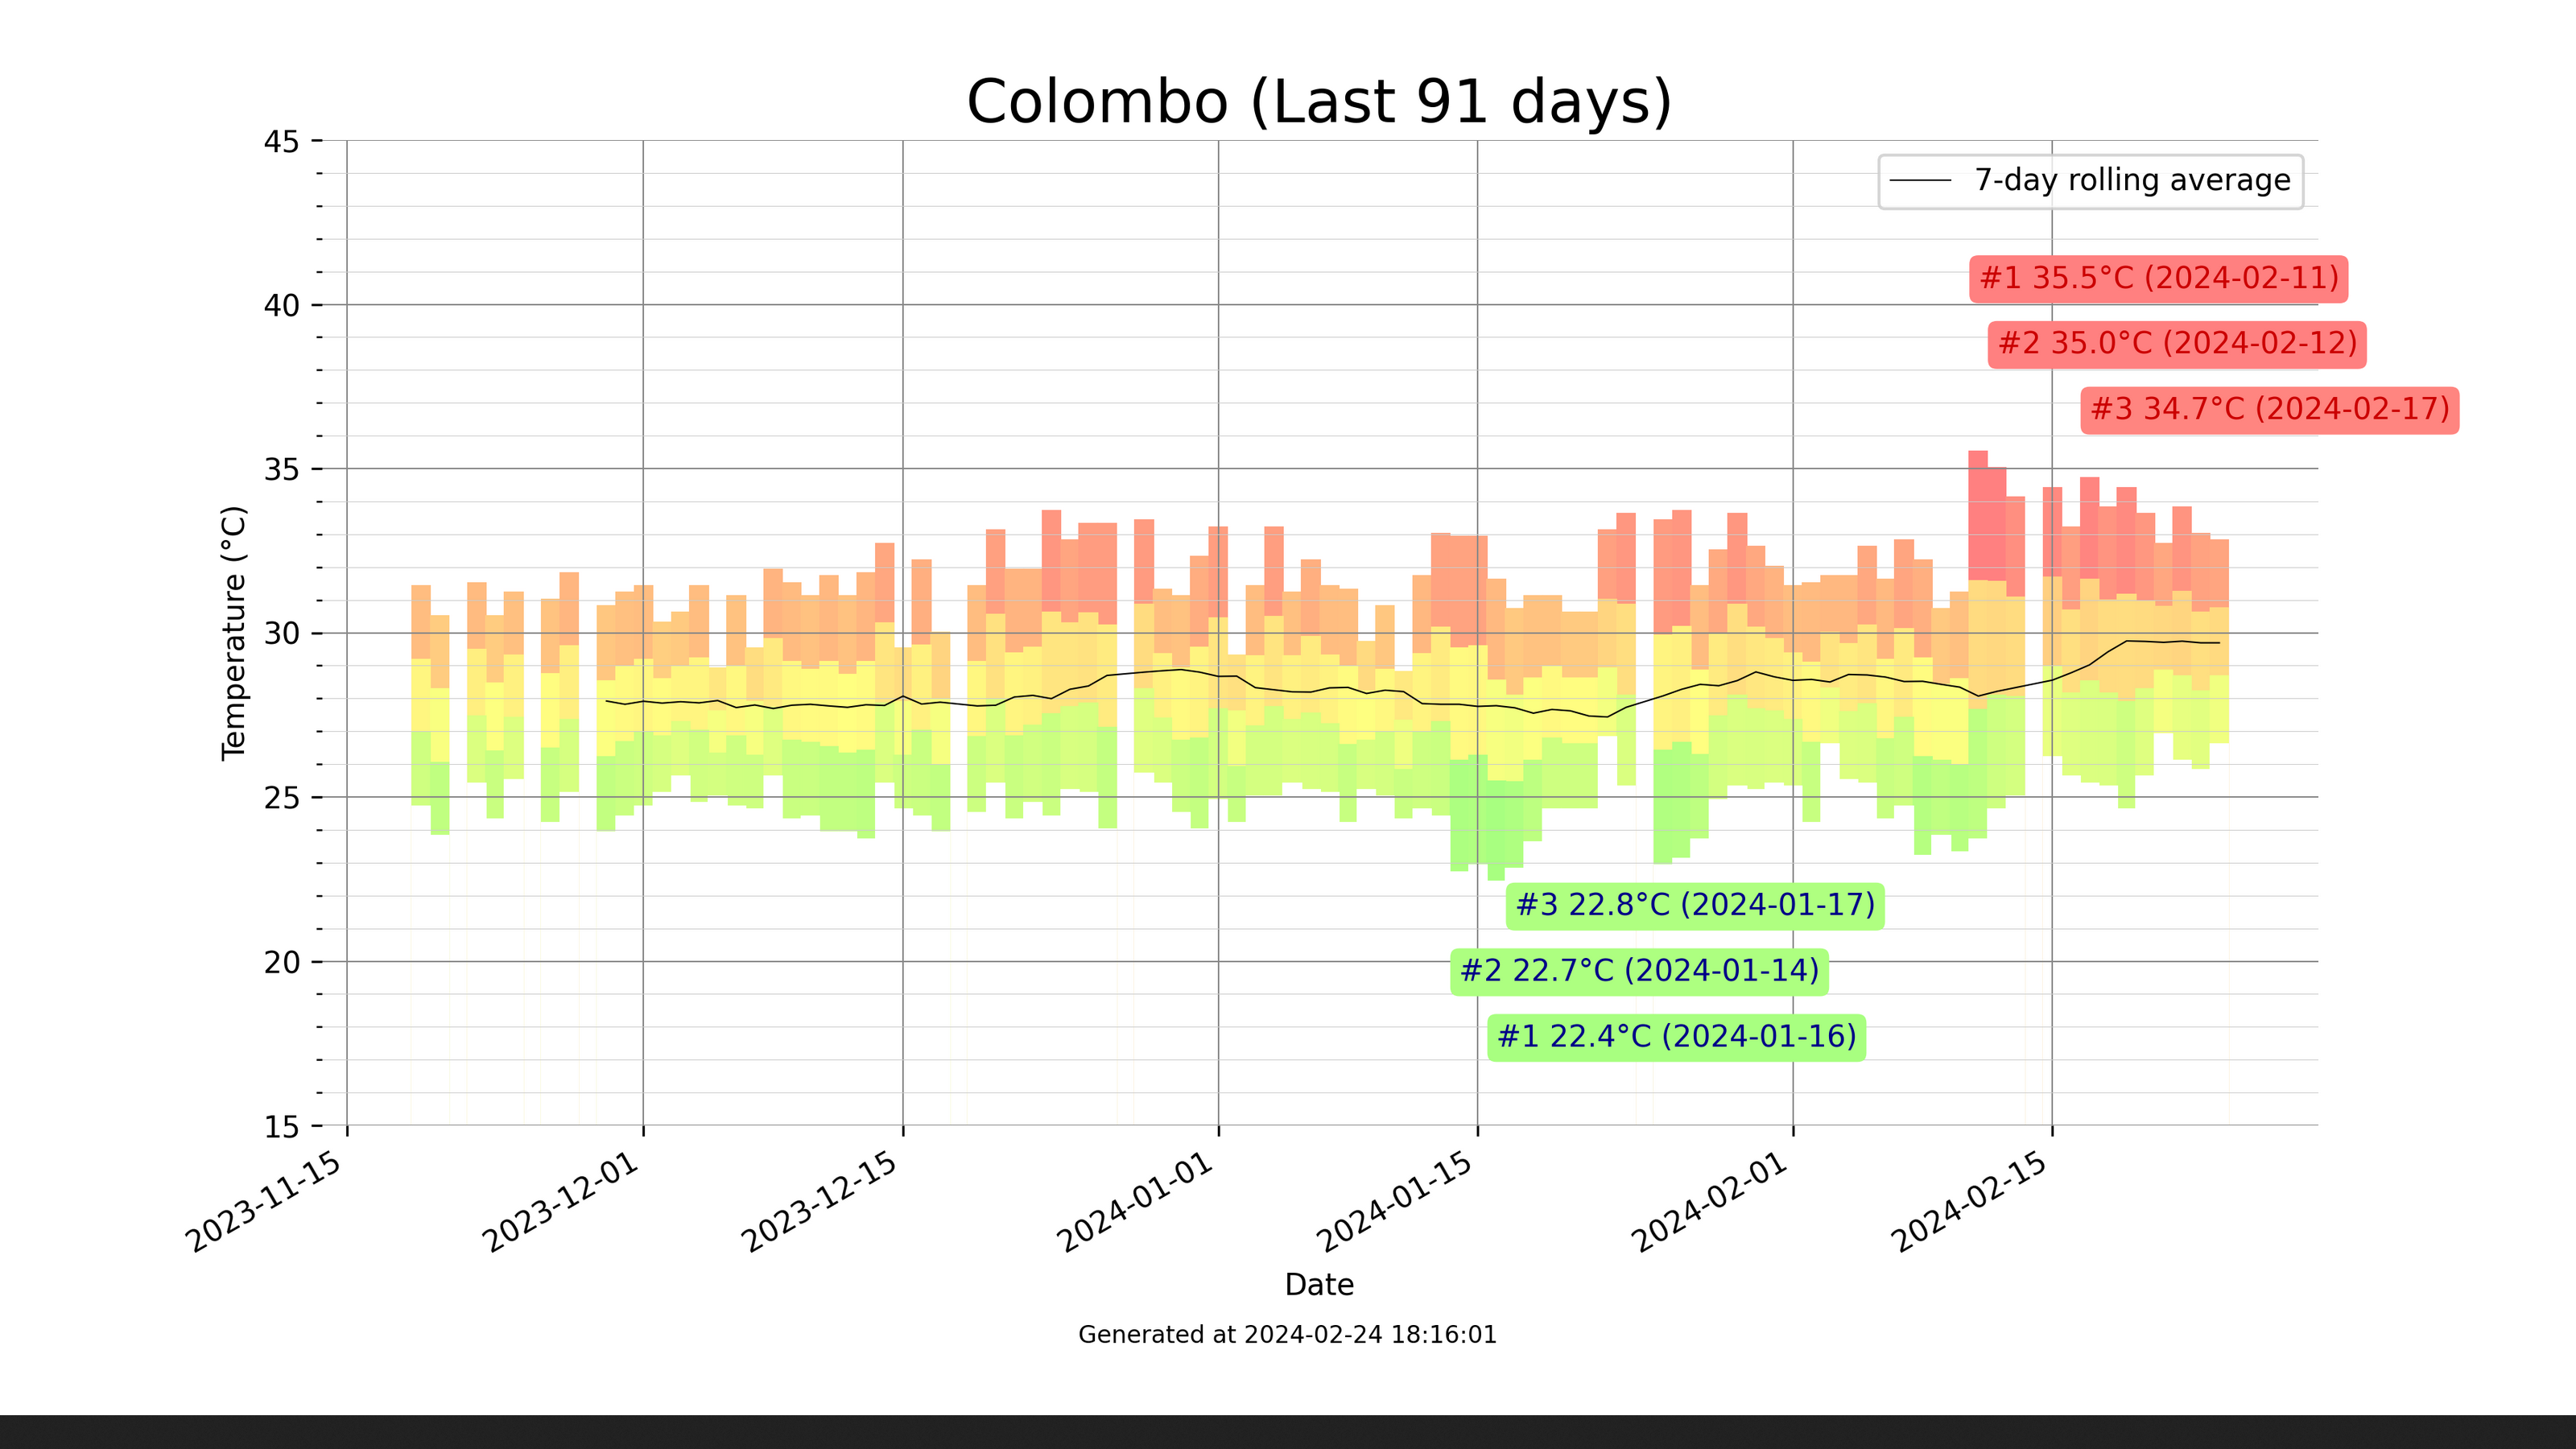 Colombo (Last 91 days)
45
40
35
30
25
20
15
Temperature (°C)
7-day rolling average
#1 35.5°C (2024-02-11)
#2 35.0°C (2024-02-12)
#3 34.7°C (2024-02-17)
#3 22.8°C (2024-01-17)
#2 22.7°C (2024-01-14)
#1 22.4°C (2024-01-16)
2023-11-15
2023-12-01
2023-12-15
2024-01-01
2024-01-15
2024-02-01
2024-02-15
Date
Generated at 2024-02-24 18:16:01